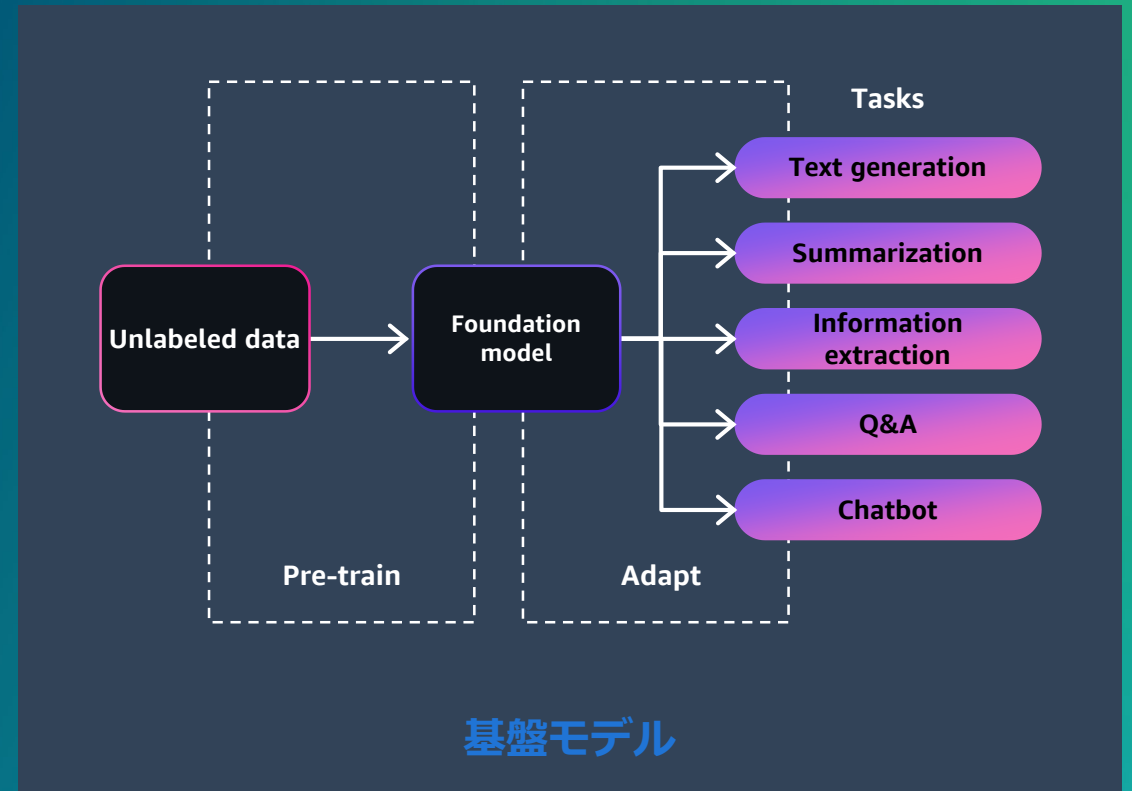 Tasks
Text generation
Summarization
Unlabeled data
Foundation
model
Information
extraction
Q&A
Chatbot
Pre-train
Adapt
基盤モデル